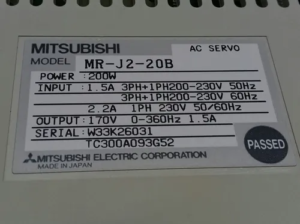 MITSUBISHI
AC SERVO
MODEL MR-J2-20B
POWER : 200W
INPUT : 1.5A 3PH+1PH200-230V 50Hz
3PH+1PH200-230V 60Hz
2.2A 1PH 230V 50/60Hz
OUTPUT: 170V 0-360Hz 1.5A
SERIAL: W33K26031
TC300A093G52
PASSED
MITSUBISHI ELECTRIC CORPORATION
MADE IN JAPAN